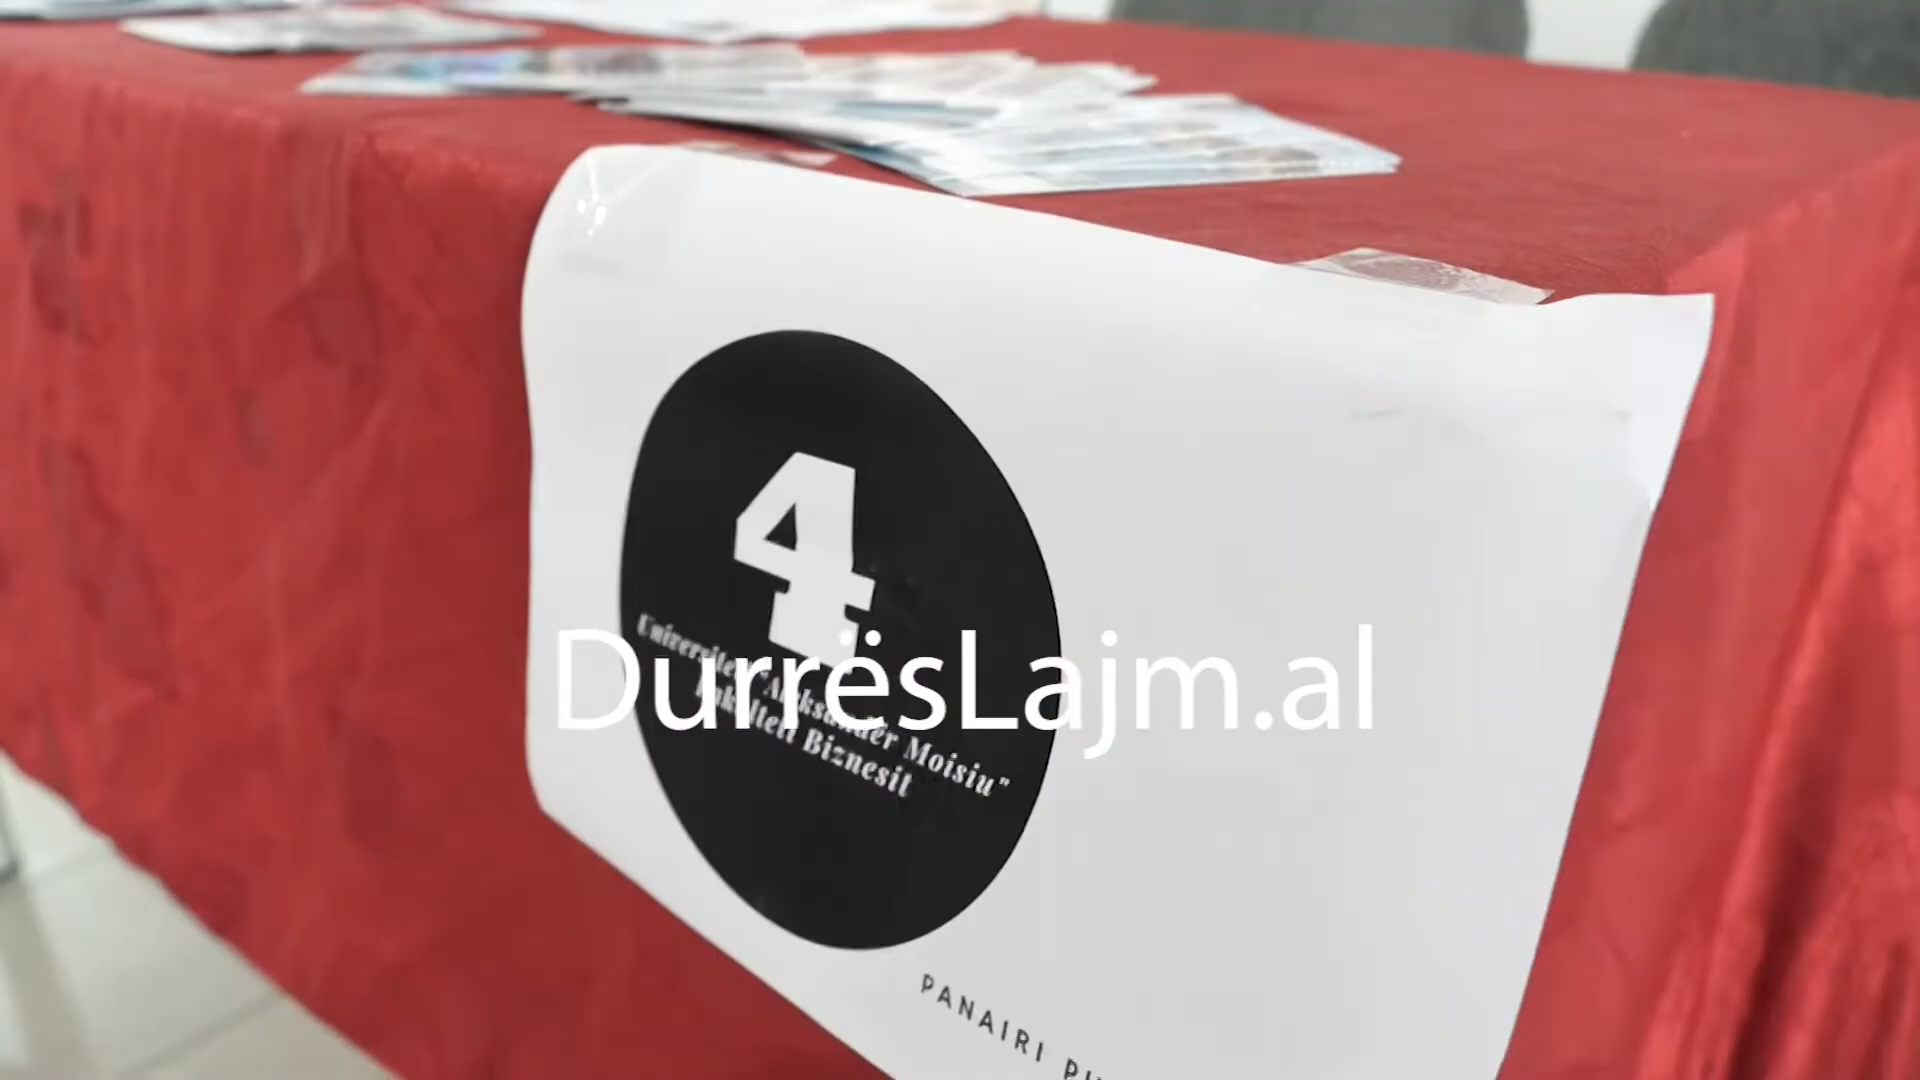 4
Universiteti "Aleksandër Moisiu"
Fakulteti Biznesit
DurrësLajm.al
PANAIRI